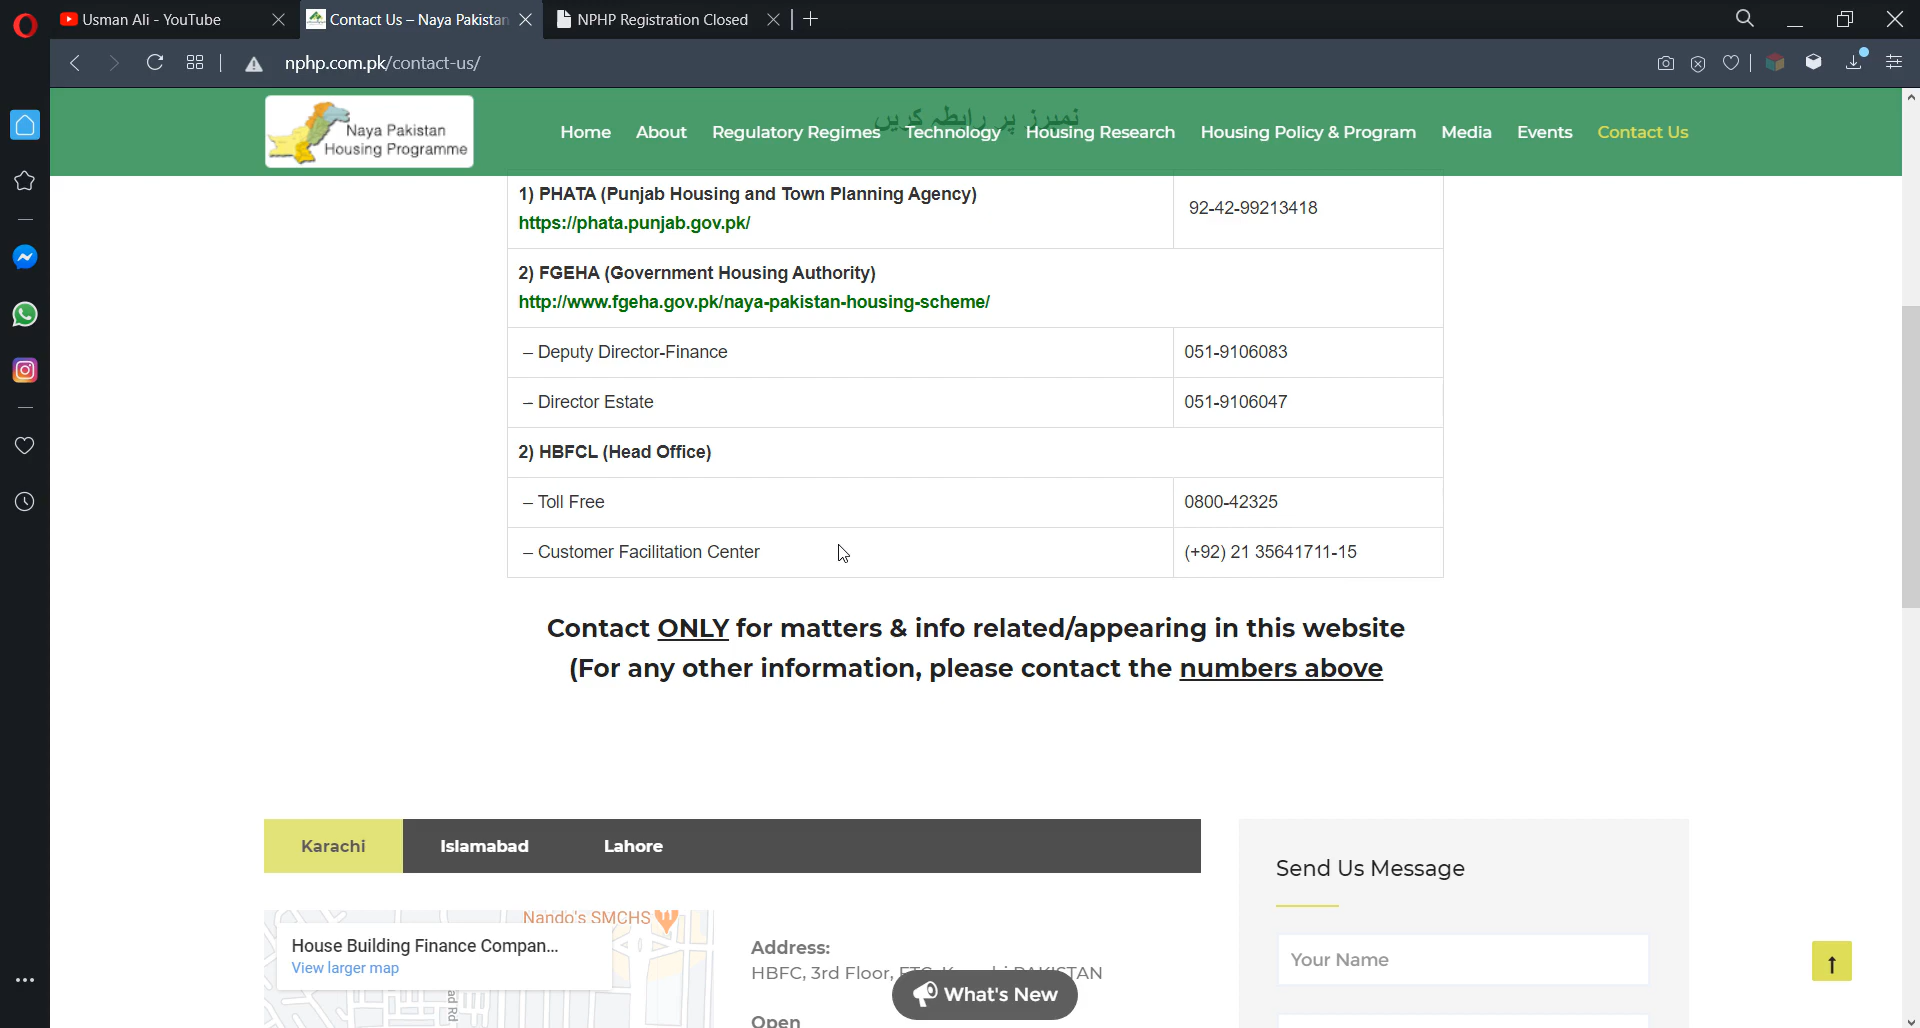 Usman Ali - YouTube
Contact Us – Naya Pakistan
NPHP Registration Closed
nphp.com.pk/contact-us/
Naya Pakistan
Housing Programme
نمبرز پر رابطہ کریں
Home About Regulatory Regimes Technology Housing Research Housing Policy & Program Media Events Contact Us
1) PHATA (Punjab Housing and Town Planning Agency)
https://phata.punjab.gov.pk/
92-42-99213418
2) FGEHA (Government Housing Authority)
http://www.fgeha.gov.pk/naya-pakistan-housing-scheme/
– Deputy Director-Finance 051-9106083
– Director Estate 051-9106047
2) HBFCL (Head Office)
– Toll Free 0800-42325
– Customer Facilitation Center (+92) 21 35641711-15
Contact ONLY for matters & info related/appearing in this website
(For any other information, please contact the numbers above
Karachi Islamabad Lahore
Nando's SMCHS
House Building Finance Compan...
View larger map
Address:
HBFC, 3rd Floor,
Open
What's New
Send Us Message
Your Name